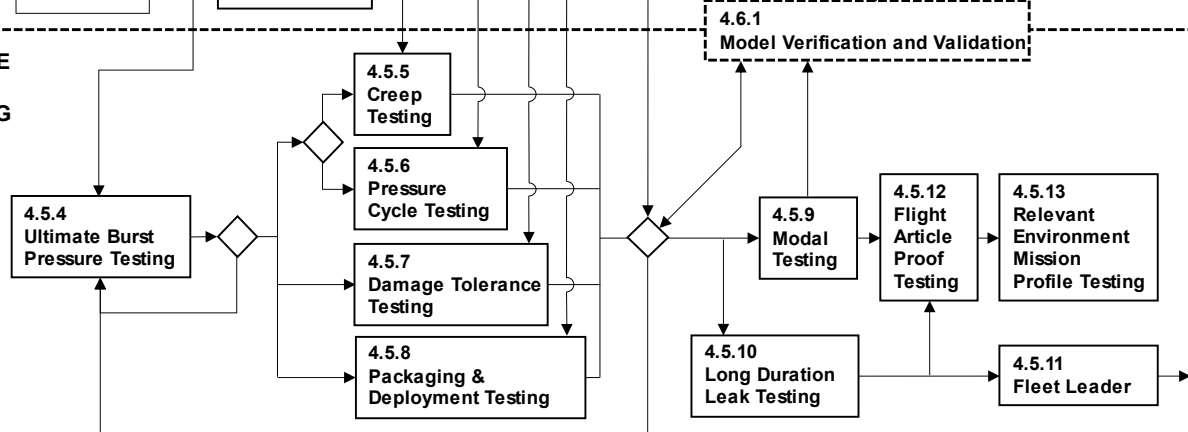 4.6.1
Model Verification and Validation
E
G
4.5.5
Creep
Testing
4.5.6
Pressure
Cycle Testing
4.5.4
Ultimate Burst
Pressure Testing
4.5.7
Damage Tolerance
Testing
4.5.8
Packaging &
Deployment Testing
4.5.9
Modal
Testing
4.5.12
Flight
Article
Proof
Testing
4.5.13
Relevant
Environment
Mission
Profile Testing
4.5.10
Long Duration
Leak Testing
4.5.11
Fleet Leader